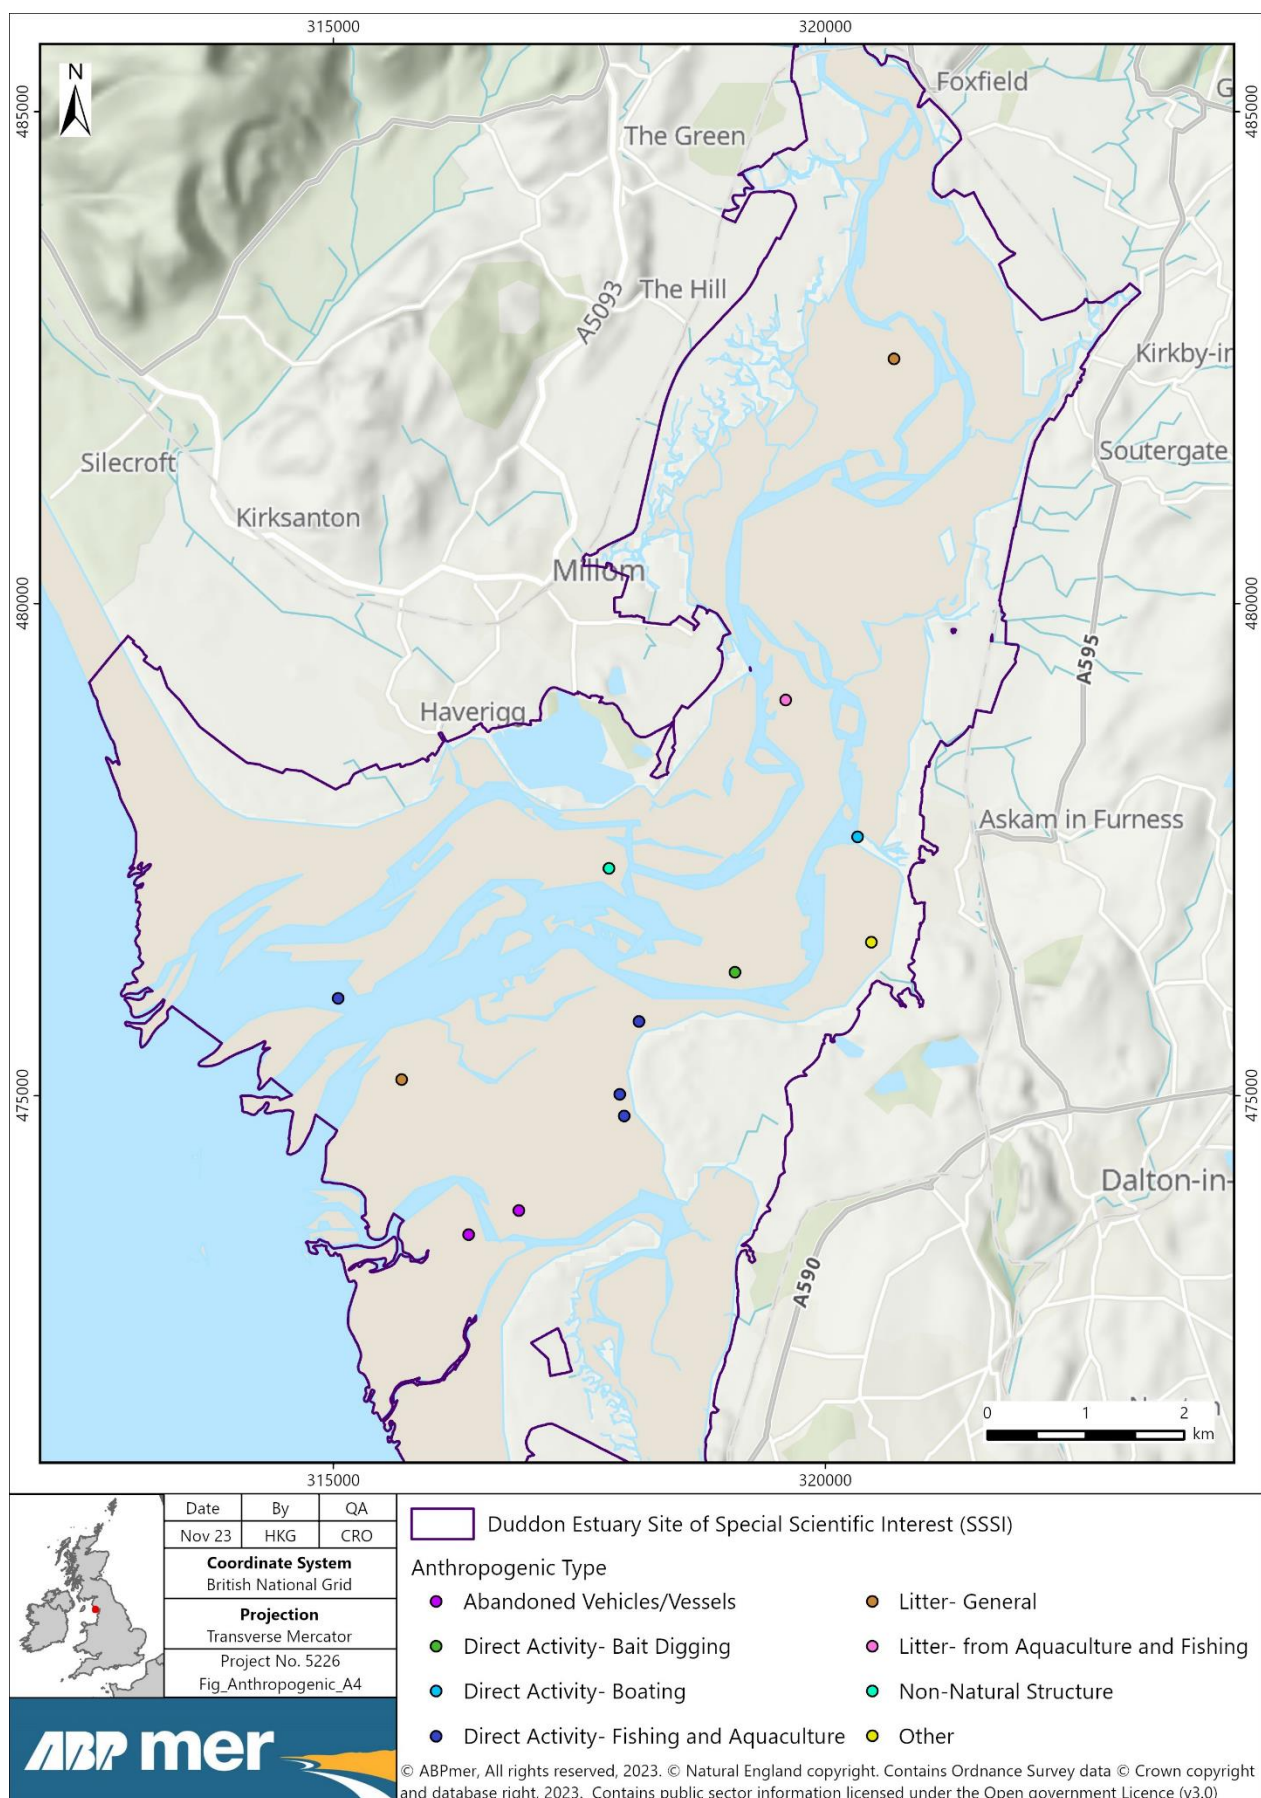 315000
320000
N
485000
485000
Foxfield
G
The Green
The Hill
A5093
Kirkby-ir
Silecroft
Soutergate
Kirksanton
Millom
480000
480000
A595
Haverigg
Askam in Furness
475000
475000
Dalton-in-
A590
0 1 2
km
315000
320000
Date By QA
Nov 23 HKG CRO
Coordinate System
British National Grid
Projection
Transverse Mercator
Project No. 5226
Fig_Anthropogenic_A4
ABP mer
Duddon Estuary Site of Special Scientific Interest (SSSI)
Anthropogenic Type
Abandoned Vehicles/Vessels
Direct Activity- Bait Digging
Direct Activity- Boating
Direct Activity- Fishing and Aquaculture
Litter- General
Litter- from Aquaculture and Fishing
Non-Natural Structure
Other
© ABPmer, All rights reserved, 2023. © Natural England copyright. Contains Ordnance Survey data © Crown copyright
and database right, 2023. Contains public sector information licensed under the Open government Licence (v3.0)